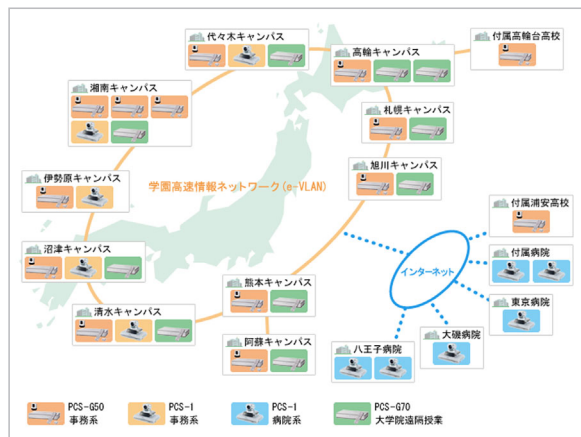 代々木キャンパス
高輪キャンパス
付属高輪台高校
湘南キャンパス
札幌キャンパス
伊勢原キャンパス
旭川キャンパス
学園高速情報ネットワーク(e-VLAN)
付属浦安高校
沼津キャンパス
付属病院
インターネット
熊本キャンパス
東京病院
清水キャンパス
大磯病院
阿蘇キャンパス
八王子病院
PCS-G50
事務系
PCS-1
事務系
PCS-1
病院系
PCS-G70
大学院遠隔授業